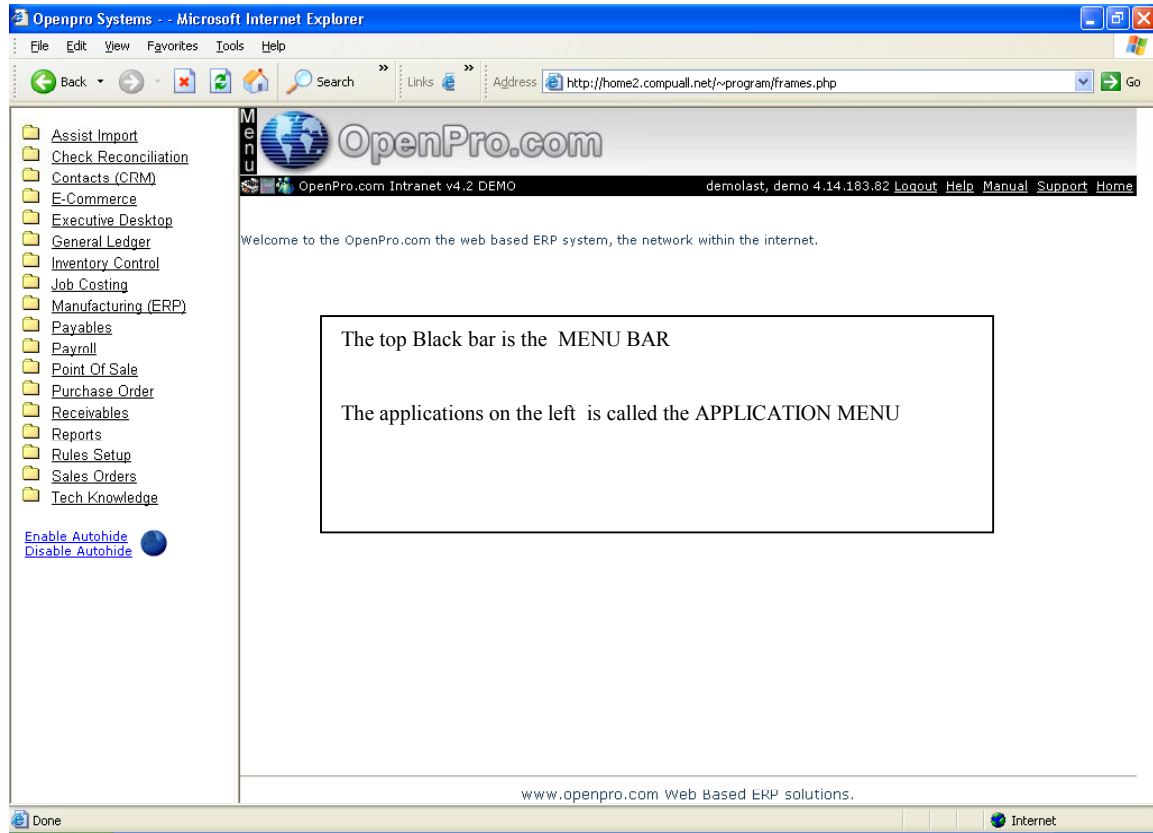 Openpro Systems - - Microsoft Internet Explorer
File Edit View Favorites Tools Help
Back Search » Links » Address http://home2.compuall.net/~program/frames.php Go
Assist Import
Check Reconciliation
Contacts (CRM)
E-Commerce
Executive Desktop
General Ledger
Inventory Control
Job Costing
Manufacturing (ERP)
Payables
Payroll
Point Of Sale
Purchase Order
Receivables
Reports
Rules Setup
Sales Orders
Tech Knowledge
Enable Autohide
Disable Autohide
Menu
OpenPro.com
OpenPro.com Intranet v4.2 DEMO demolast, demo 4.14.183.82 Logout Help Manual Support Home
Welcome to the OpenPro.com the web based ERP system, the network within the internet.
The top Black bar is the MENU BAR
The applications on the left is called the APPLICATION MENU
www.openpro.com Web Based ERP solutions.
Done Internet